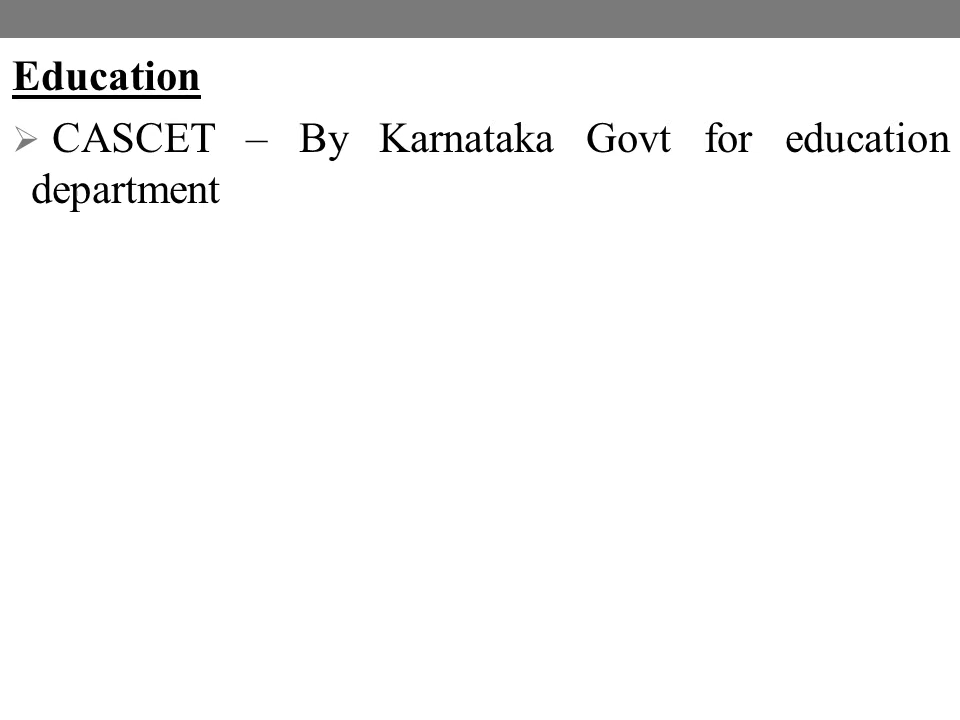 Education
➢ CASCET – By Karnataka Govt for education
department